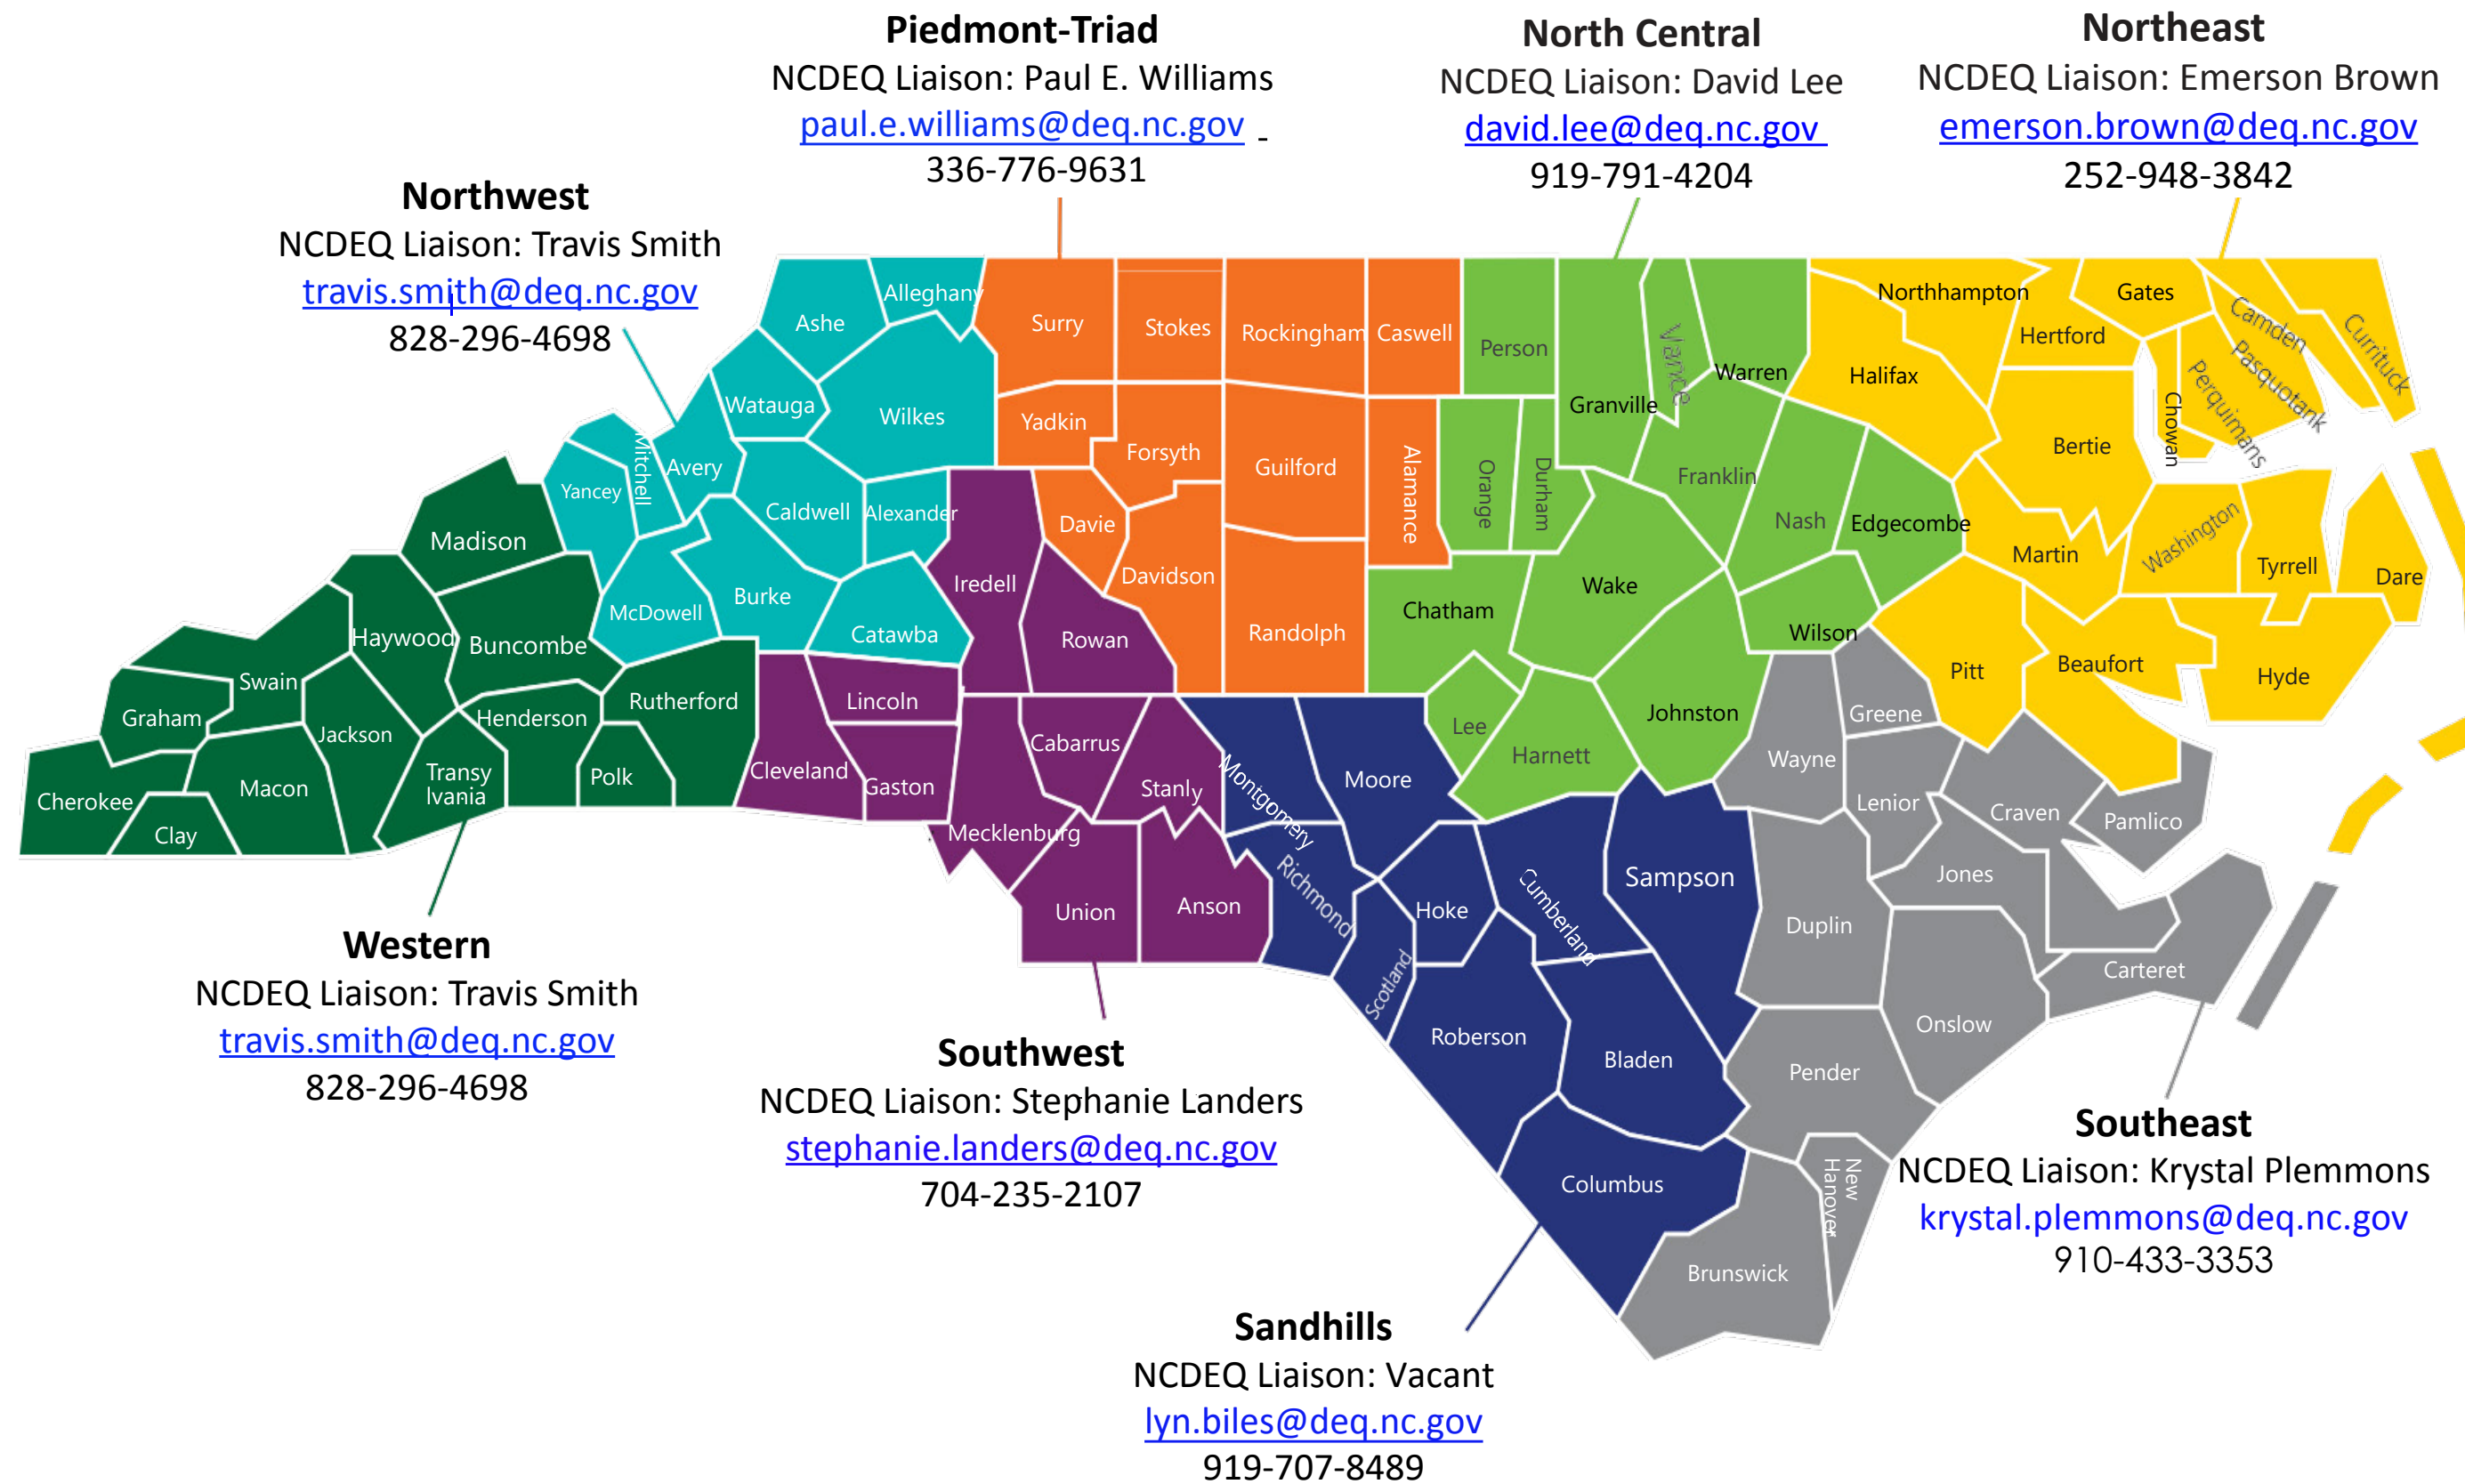 Piedmont-Triad
NCDEQ Liaison: Paul E. Williams
paul.e.williams@deq.nc.gov
336-776-9631
North Central
NCDEQ Liaison: David Lee
david.lee@deq.nc.gov
919-791-4204
Northeast
NCDEQ Liaison: Emerson Brown
emerson.brown@deq.nc.gov
252-948-3842
Northwest
NCDEQ Liaison: Travis Smith
travis.smith@deq.nc.gov
828-296-4698
Ashe
Alleghany
Watauga
Wilkes
Mitchell
Avery
Yancey
Caldwell
Alexander
McDowell
Burke
Catawba
Surry
Stokes
Rockingham
Caswell
Yadkin
Forsyth
Guilford
Alamance
Davie
Davidson
Randolph
Person
Granville
Vance
Warren
Orange
Durham
Franklin
Nash
Edgecombe
Chatham
Wake
Wilson
Lee
Harnett
Johnston
Northhampton
Gates
Hertford
Camden
Currituck
Pasquotank
Perquimans
Chowan
Halifax
Bertie
Martin
Washington
Tyrrell
Dare
Pitt
Beaufort
Hyde
Madison
Haywood
Buncombe
Swain
Graham
Jackson
Henderson
Rutherford
Cherokee
Macon
Transy
lvania
Polk
Clay
Iredell
Rowan
Lincoln
Cleveland
Gaston
Cabarrus
Stanly
Mecklenburg
Union
Anson
Montgomery
Moore
Richmond
Hoke
Scotland
Cumberland
Sampson
Roberson
Bladen
Columbus
Greene
Wayne
Lenior
Craven
Pamlico
Jones
Duplin
Carteret
Onslow
Pender
New
Hanover
Brunswick
Western
NCDEQ Liaison: Travis Smith
travis.smith@deq.nc.gov
828-296-4698
Southwest
NCDEQ Liaison: Stephanie Landers
stephanie.landers@deq.nc.gov
704-235-2107
Southeast
NCDEQ Liaison: Krystal Plemmons
krystal.plemmons@deq.nc.gov
910-433-3353
Sandhills
NCDEQ Liaison: Vacant
lyn.biles@deq.nc.gov
919-707-8489